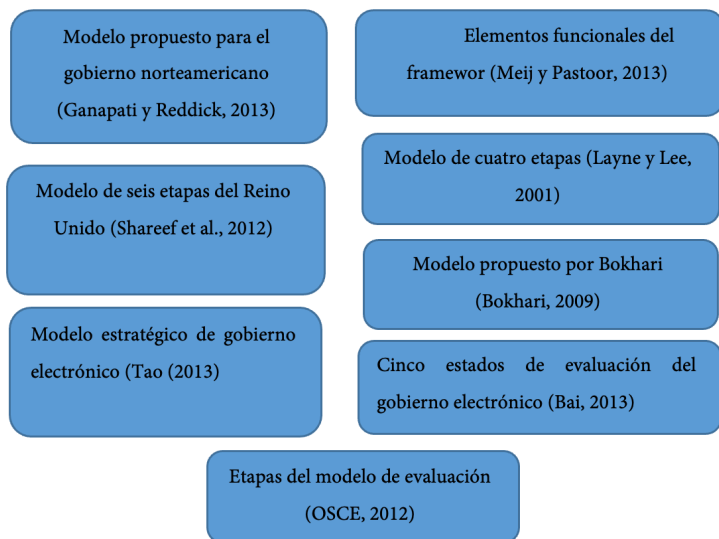 Modelo propuesto para el
gobierno norteamericano
(Ganapati y Reddick, 2013)
Elementos funcionales del
framewor (Meij y Pastoor, 2013)
Modelo de cuatro etapas (Layne y Lee,
2001)
Modelo de seis etapas del Reino
Unido (Shareef et al., 2012)
Modelo propuesto por Bokhari
(Bokhari, 2009)
Modelo estratégico de gobierno
electrónico (Tao (2013)
Cinco estados de evaluación del
gobierno electrónico (Bai, 2013)
Etapas del modelo de evaluación
(OSCE, 2012)